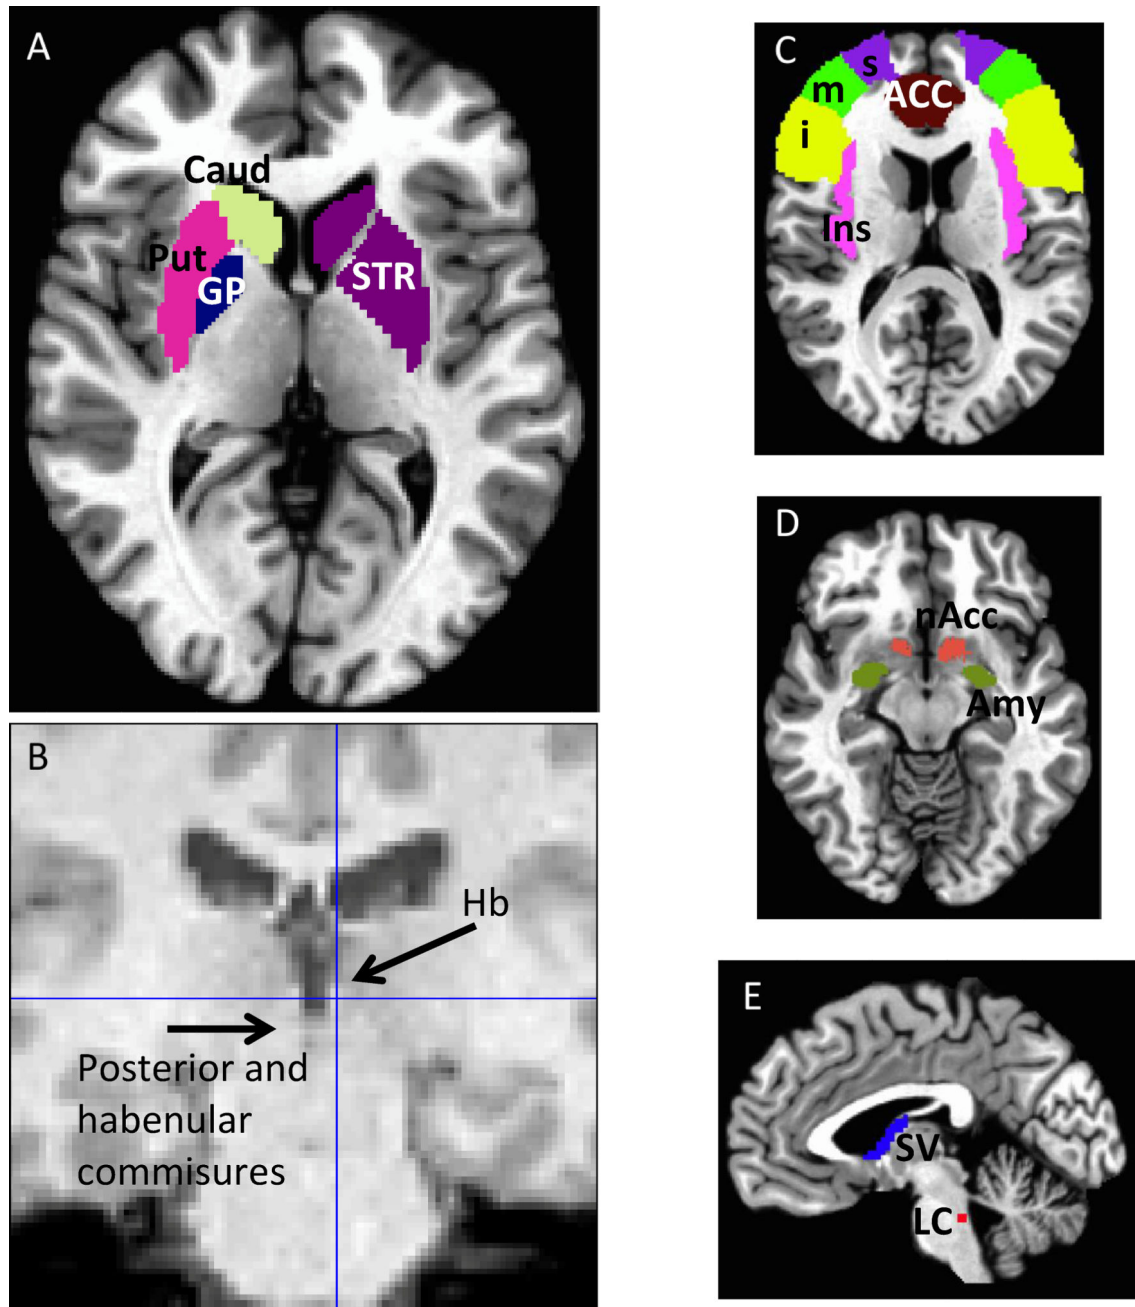 A
Caud
Put
GP
STR
B
Hb
Posterior and
habenular
commisures
C
s
m
ACC
i
Ins
D
nAcc
Amy
E
SV
LC